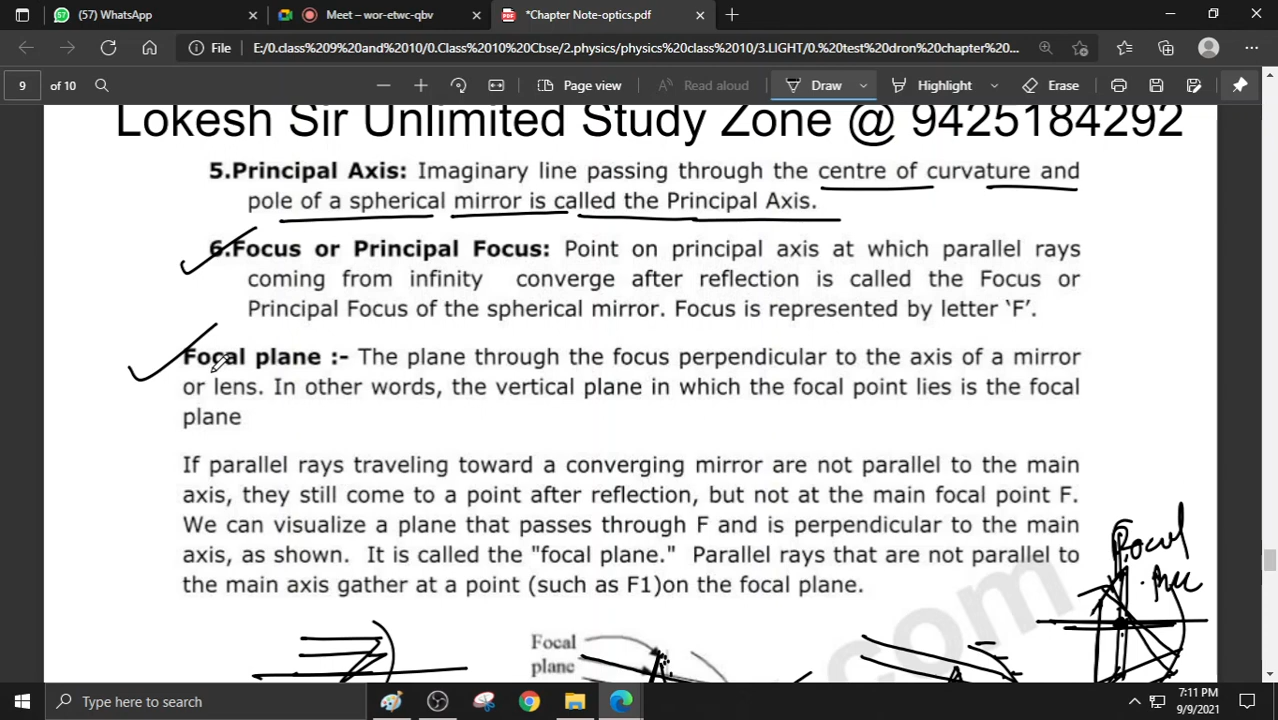 (57) WhatsApp
Meet – wor-etwc-qbv
*Chapter Note-optics.pdf
File
E:/0.class%209%20and%2010/0.Class%2010%20Cbse/2.physics/physics%20class%2010/3.LIGHT/0.%20test%20dron%20chapter%20...
9 of 10
Page view
Read aloud
Draw
Highlight
Erase
Lokesh Sir Unlimited Study Zone @ 9425184292
5.Principal Axis: Imaginary line passing through the centre of curvature and
pole of a spherical mirror is called the Principal Axis.
6.Focus or Principal Focus: Point on principal axis at which parallel rays
coming from infinity converge after reflection is called the Focus or
Principal Focus of the spherical mirror. Focus is represented by letter ‘F’.
Focal plane :- The plane through the focus perpendicular to the axis of a mirror
or lens. In other words, the vertical plane in which the focal point lies is the focal
plane
If parallel rays traveling toward a converging mirror are not parallel to the main
axis, they still come to a point after reflection, but not at the main focal point F.
We can visualize a plane that passes through F and is perpendicular to the main
axis, as shown. It is called the "focal plane." Parallel rays that are not parallel to
the main axis gather at a point (such as F1)on the focal plane.
Focal
.com
Focal
plane
Type here to search
7:11 PM
9/9/2021